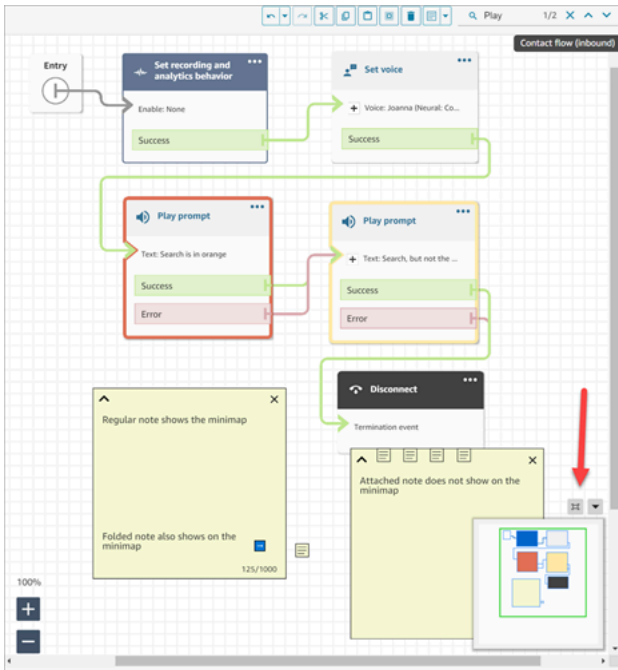 Play
1/2
Contact flow (inbound)
Entry
Set recording and
analytics behavior
Enable: None
Success
Set voice
Voice: Joanna (Neural: Co...
Success
Play prompt
Text: Search is in orange
Success
Error
Play prompt
Text: Search, but not the ...
Success
Error
Disconnect
Termination event
Regular note shows the minimap
Folded note also shows on the
minimap
125/1000
Attached note does not show on the
minimap
100%